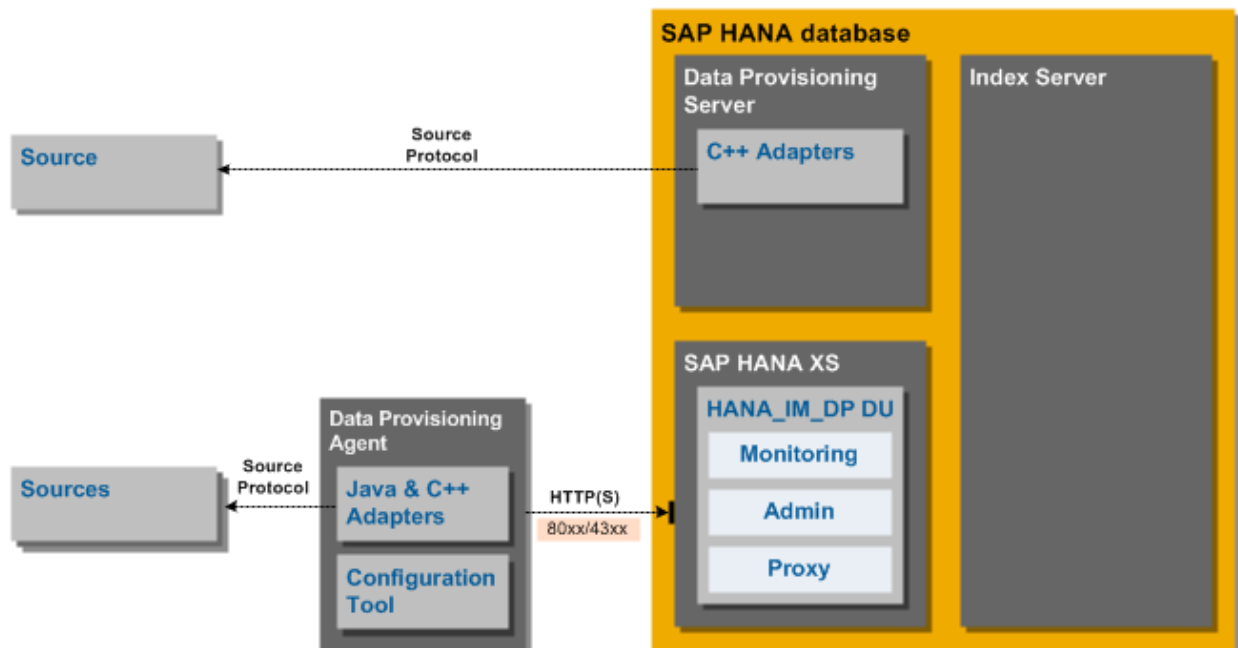 SAP HANA database
Data Provisioning
Server
Index Server
Source
Source
Protocol
C++ Adapters
SAP HANA XS
HANA_IM_DP DU
Monitoring
Admin
Proxy
Data Provisioning
Agent
Sources
Source
Protocol
Java & C++
Adapters
HTTP(S)
80xx/43xx
Configuration
Tool